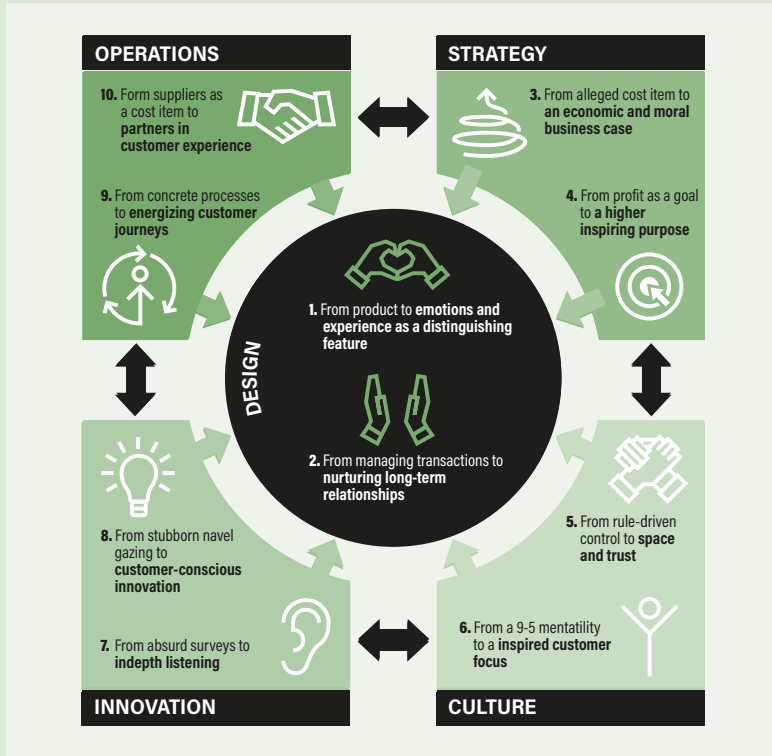 OPERATIONS
10. Form suppliers as
a cost item to
partners in
customer experience
9. From concrete processes
to energizing customer
journeys
STRATEGY
3. From alleged cost item to
an economic and moral
business case
4. From profit as a goal
to a higher
inspiring purpose
DESIGN
1. From product to emotions and
experience as a distinguishing
feature
2. From managing transactions to
nurturing long-term
relationships
8. From stubborn navel
gazing to
customer-conscious
innovation
7. From absurd surveys to
indepth listening
INNOVATION
5. From rule-driven
control to space
and trust
6. From a 9-5 mentatility
to a inspired customer
focus
CULTURE